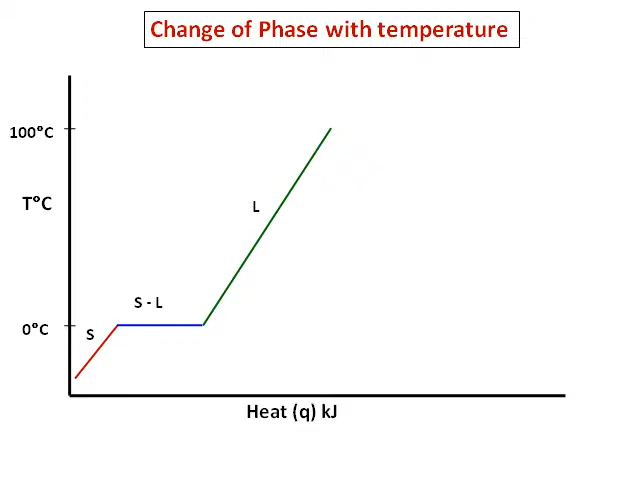 Change of Phase with temperature
100°C
T°C
L
S - L
0°C
S
Heat (q) kJ